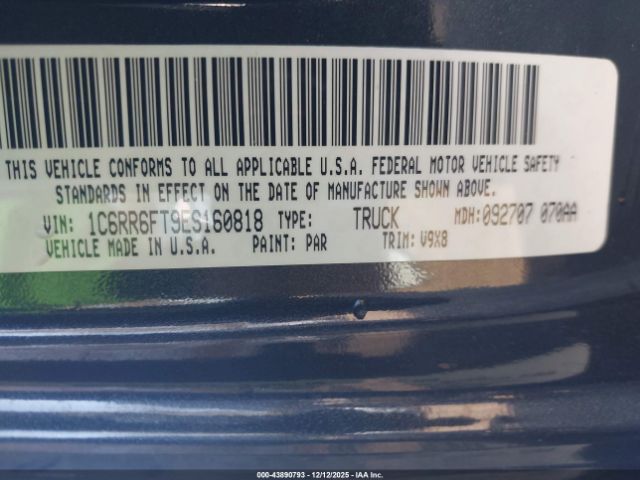 THIS VEHICLE CONFORMS TO ALL APPLICABLE U.S.A. FEDERAL MOTOR VEHICLE SAFETY
STANDARDS IN EFFECT ON THE DATE OF MANUFACTURE SHOWN ABOVE.
VIN: 1C6RR6FT9ES160818 TYPE: TRUCK MDH:092707 070AA
VEHICLE MADE IN U.S.A. PAINT: PAR TRIM: V9X8
000-43890793 - 12/12/2025 - IAA Inc.